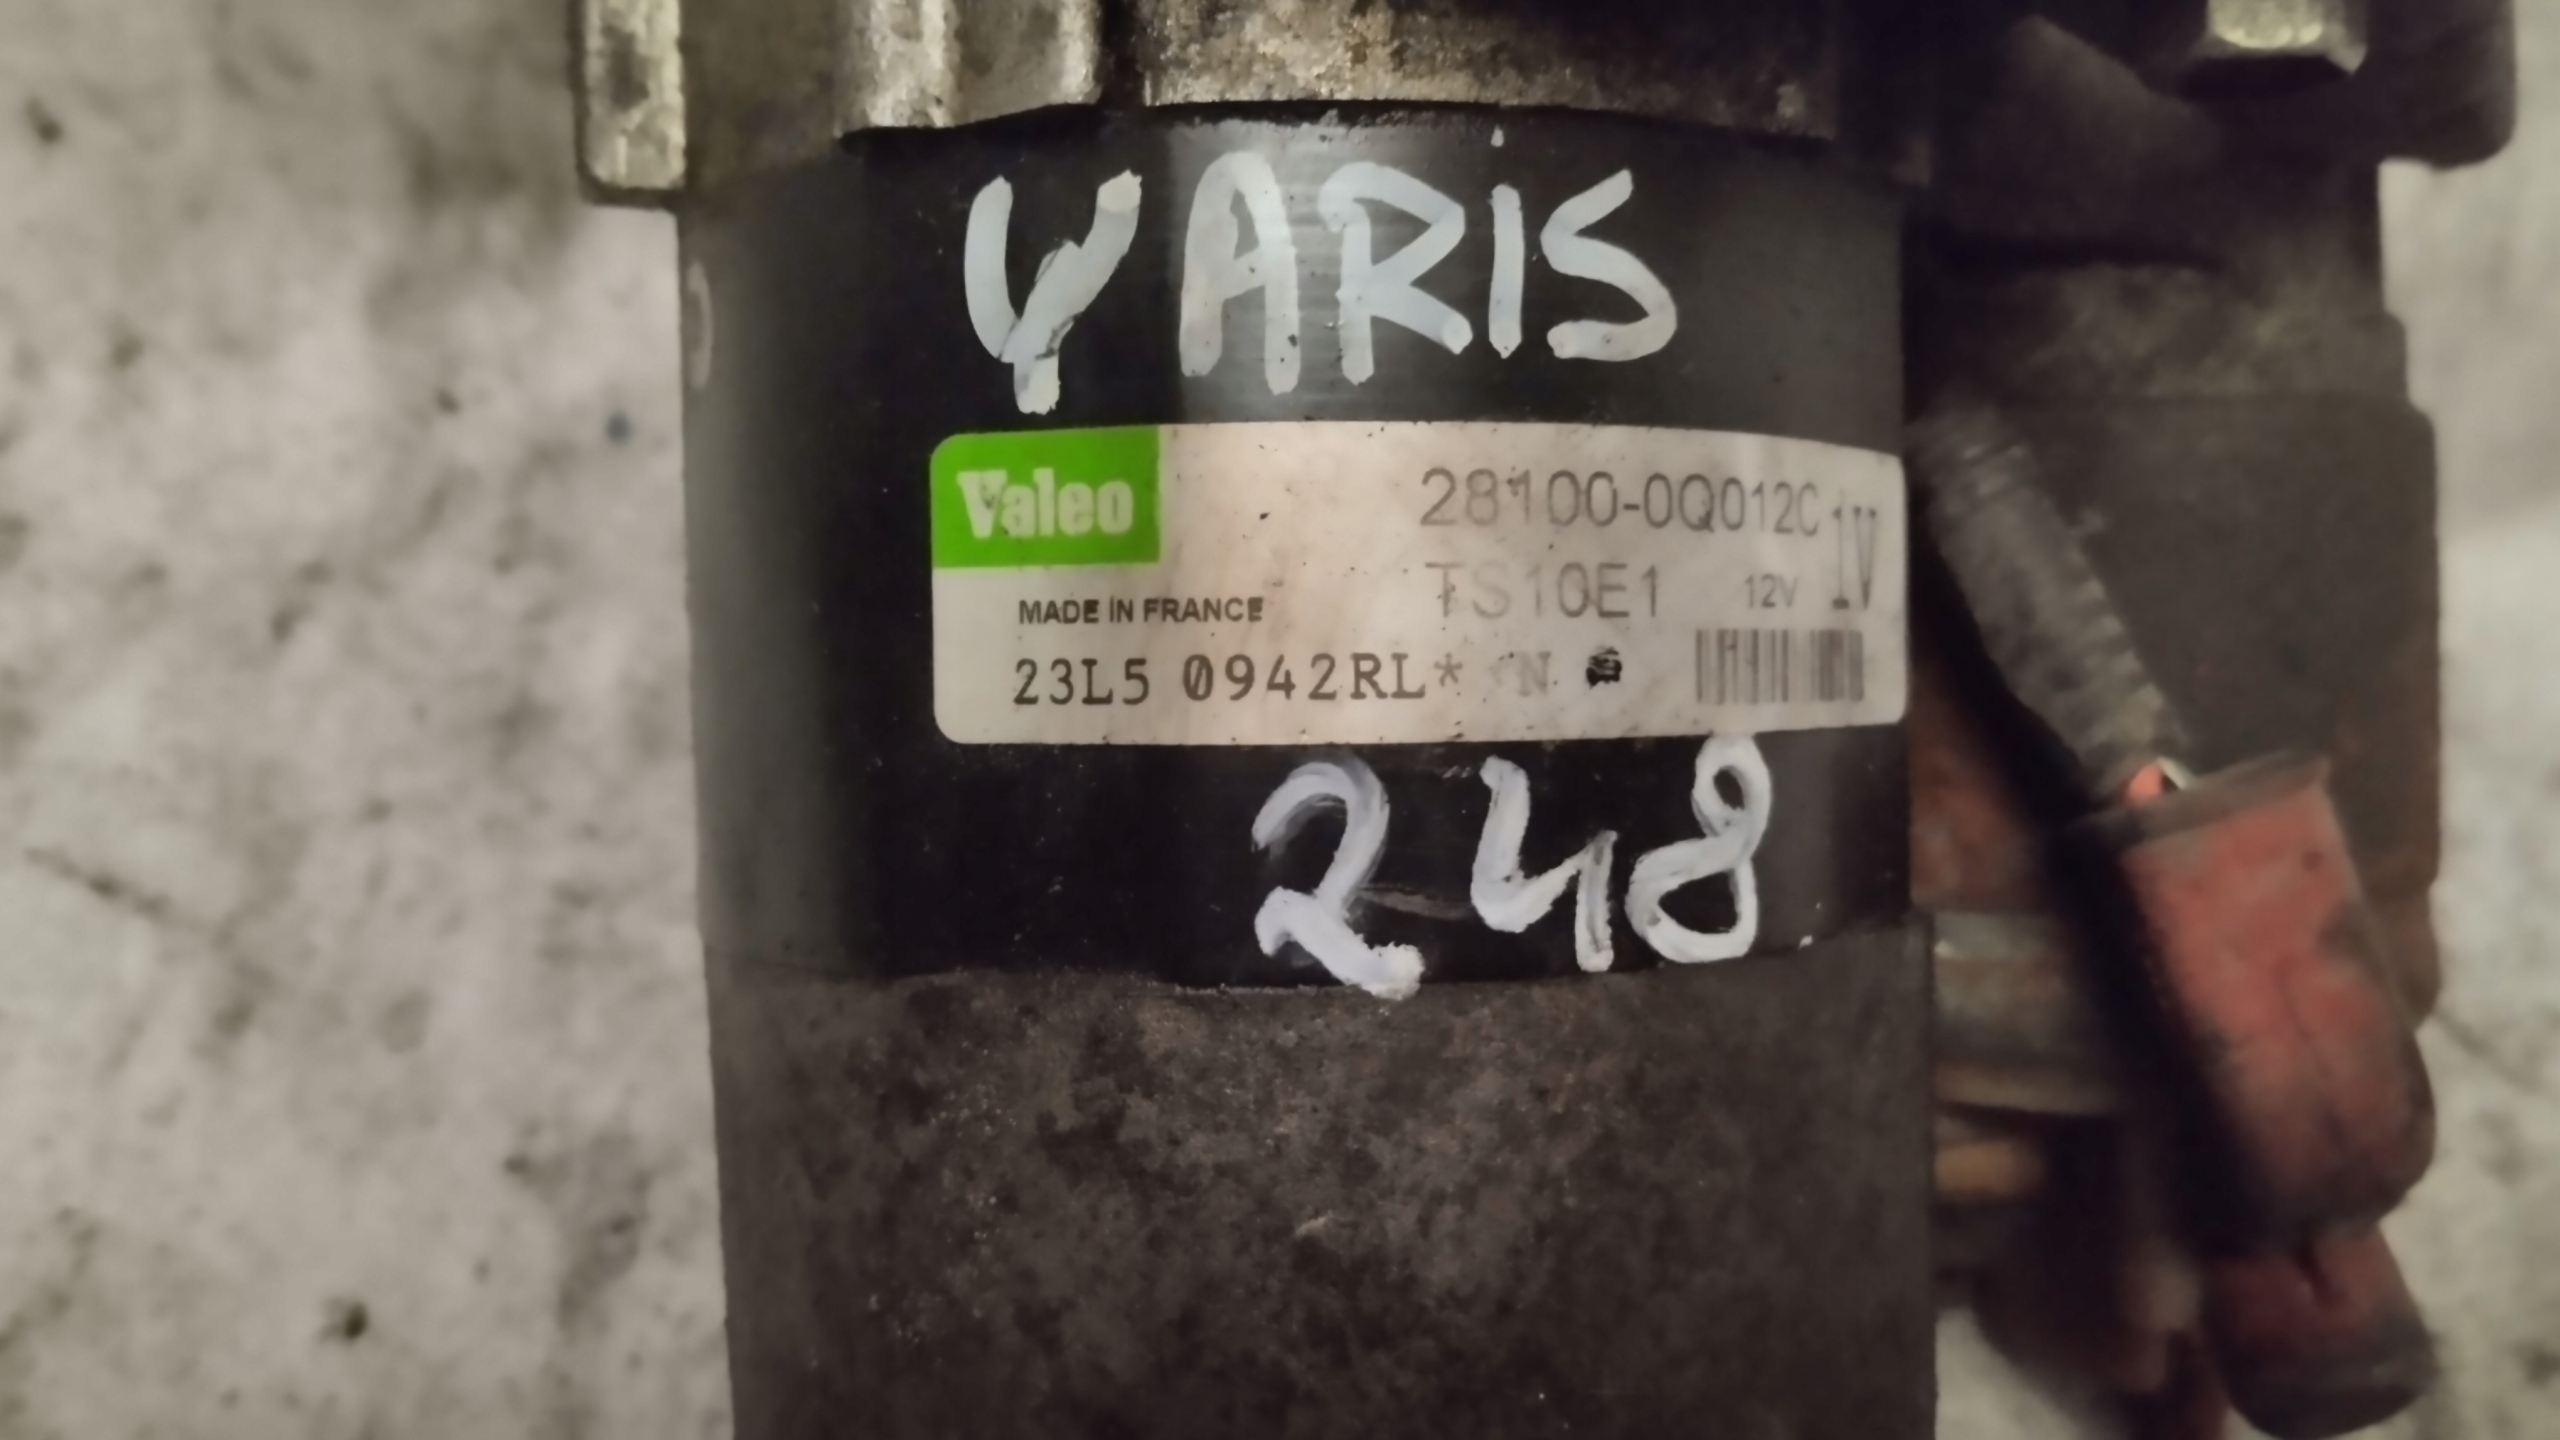 YARIS
Valeo
28100-0Q012C 1V
TS10E1 12V
MADE IN FRANCE
23L5 0942RL* N
248